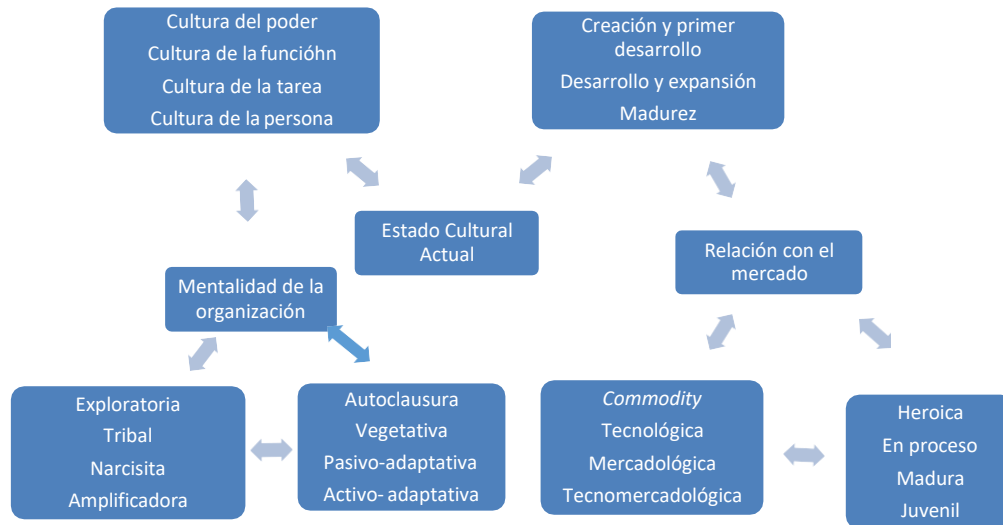 Cultura del poder
Cultura de la funcióhn
Cultura de la tarea
Cultura de la persona
Creación y primer
desarrollo
Desarrollo y expansión
Madurez
Estado Cultural
Actual
Relación con el
mercado
Mentalidad de la
organización
Exploratoria
Tribal
Narcisita
Amplificadora
Autoclausura
Vegetativa
Pasivo-adaptativa
Activo- adaptativa
Commodity
Tecnológica
Mercadológica
Tecnomercadológica
Heroica
En proceso
Madura
Juvenil